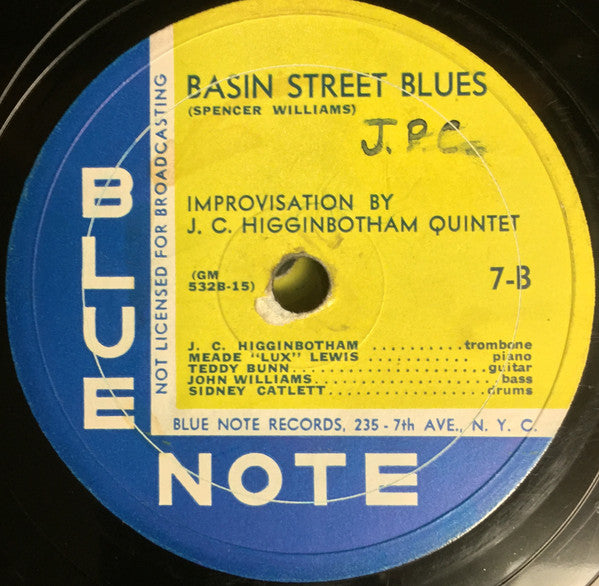 BASIN STREET BLUES
(SPENCER WILLIAMS)
J.P.C.
IMPROVISATION BY
J. C. HIGGINBOTHAM QUINTET
(GM
532B-15)
7-B
J. C. HIGGINBOTHAM ..........trombone
MEADE "LUX" LEWIS ............ piano
TEDDY BUNN....................guitar
JOHN WILLIAMS...................bass
SIDNEY CATLETT.................drums
BLUE NOTE RECORDS, 235 - 7th AVE., N. Y. C.
NOT LICENSED FOR BROADCASTING
BLUE
NOTE